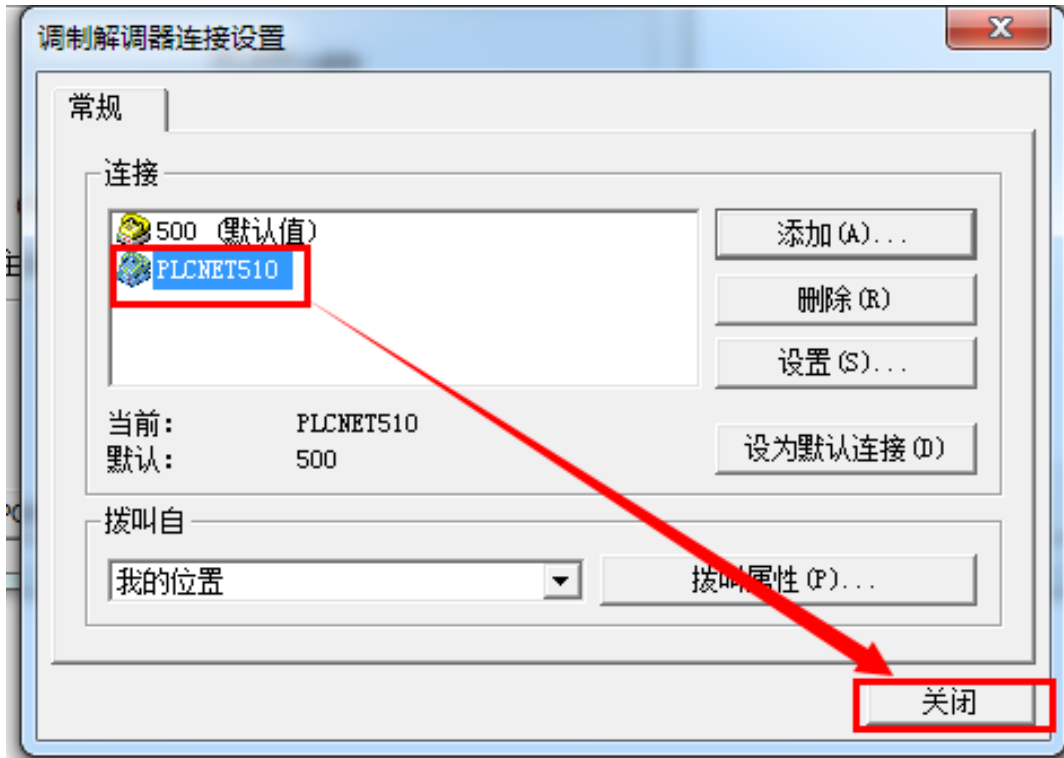 调制解调器连接设置
常规
连接
500 (默认值)
PLCNET510
添加(A)...
删除(R)
设置(S)...
当前: PLCNET510
默认: 500
设为默认连接(D)
拨叫自
我的位置
拨叫属性(P)...
关闭